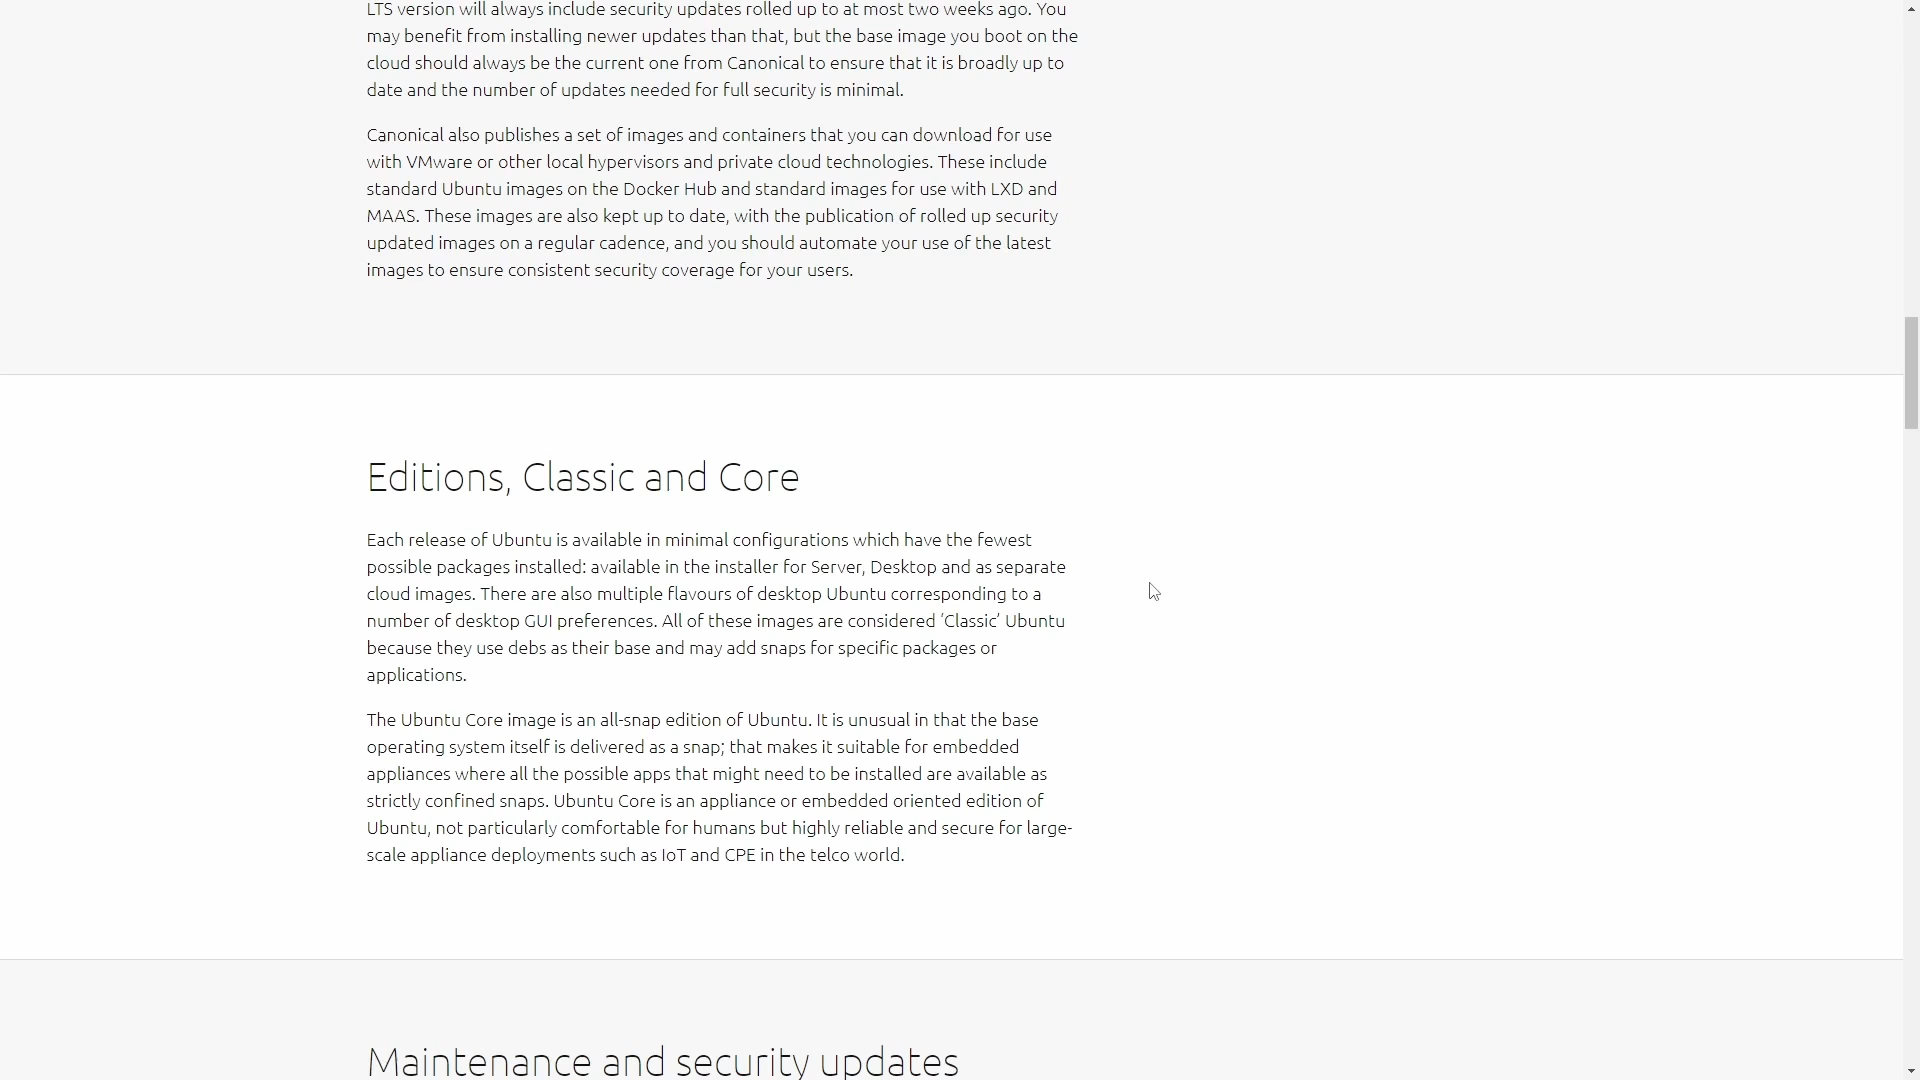 LTS version will always include security updates rolled up to at most two weeks ago. You
may benefit from installing newer updates than that, but the base image you boot on the
cloud should always be the current one from Canonical to ensure that it is broadly up to
date and the number of updates needed for full security is minimal.
Canonical also publishes a set of images and containers that you can download for use
with VMware or other local hypervisors and private cloud technologies. These include
standard Ubuntu images on the Docker Hub and standard images for use with LXD and
MAAS. These images are also kept up to date, with the publication of rolled up security
updated images on a regular cadence, and you should automate your use of the latest
images to ensure consistent security coverage for your users.
Editions, Classic and Core
Each release of Ubuntu is available in minimal configurations which have the fewest
possible packages installed: available in the installer for Server, Desktop and as separate
cloud images. There are also multiple flavours of desktop Ubuntu corresponding to a
number of desktop GUI preferences. All of these images are considered ‘Classic’ Ubuntu
because they use debs as their base and may add snaps for specific packages or
applications.
The Ubuntu Core image is an all-snap edition of Ubuntu. It is unusual in that the base
operating system itself is delivered as a snap; that makes it suitable for embedded
appliances where all the possible apps that might need to be installed are available as
strictly confined snaps. Ubuntu Core is an appliance or embedded oriented edition of
Ubuntu, not particularly comfortable for humans but highly reliable and secure for large-
scale appliance deployments such as IoT and CPE in the telco world.
Maintenance and security updates